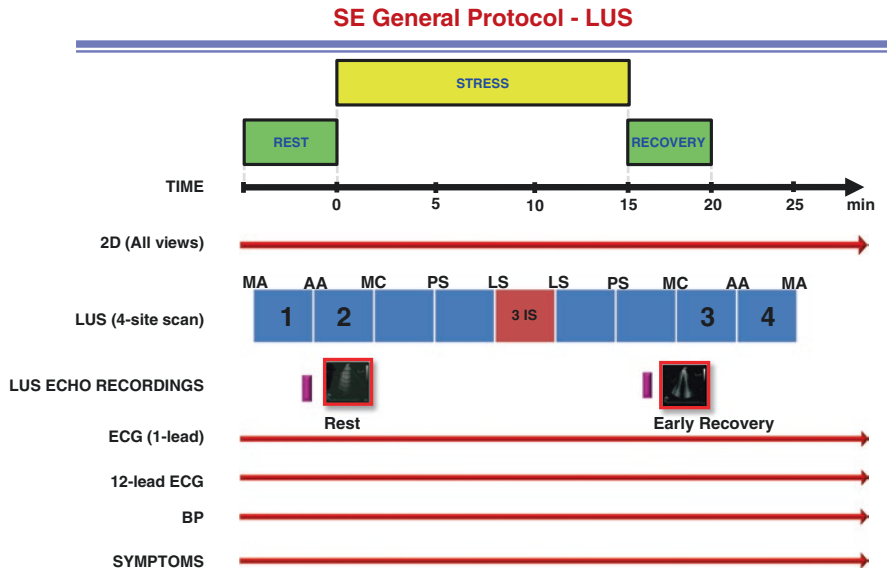 SE General Protocol - LUS
STRESS
REST
RECOVERY
TIME
0 5 10 15 20 25 min
2D (All views)
MA AA MC PS LS LS PS MC AA MA
LUS (4-site scan)
1 2 3 IS 3 4
LUS ECHO RECORDINGS
Rest
Early Recovery
ECG (1-lead)
12-lead ECG
BP
SYMPTOMS